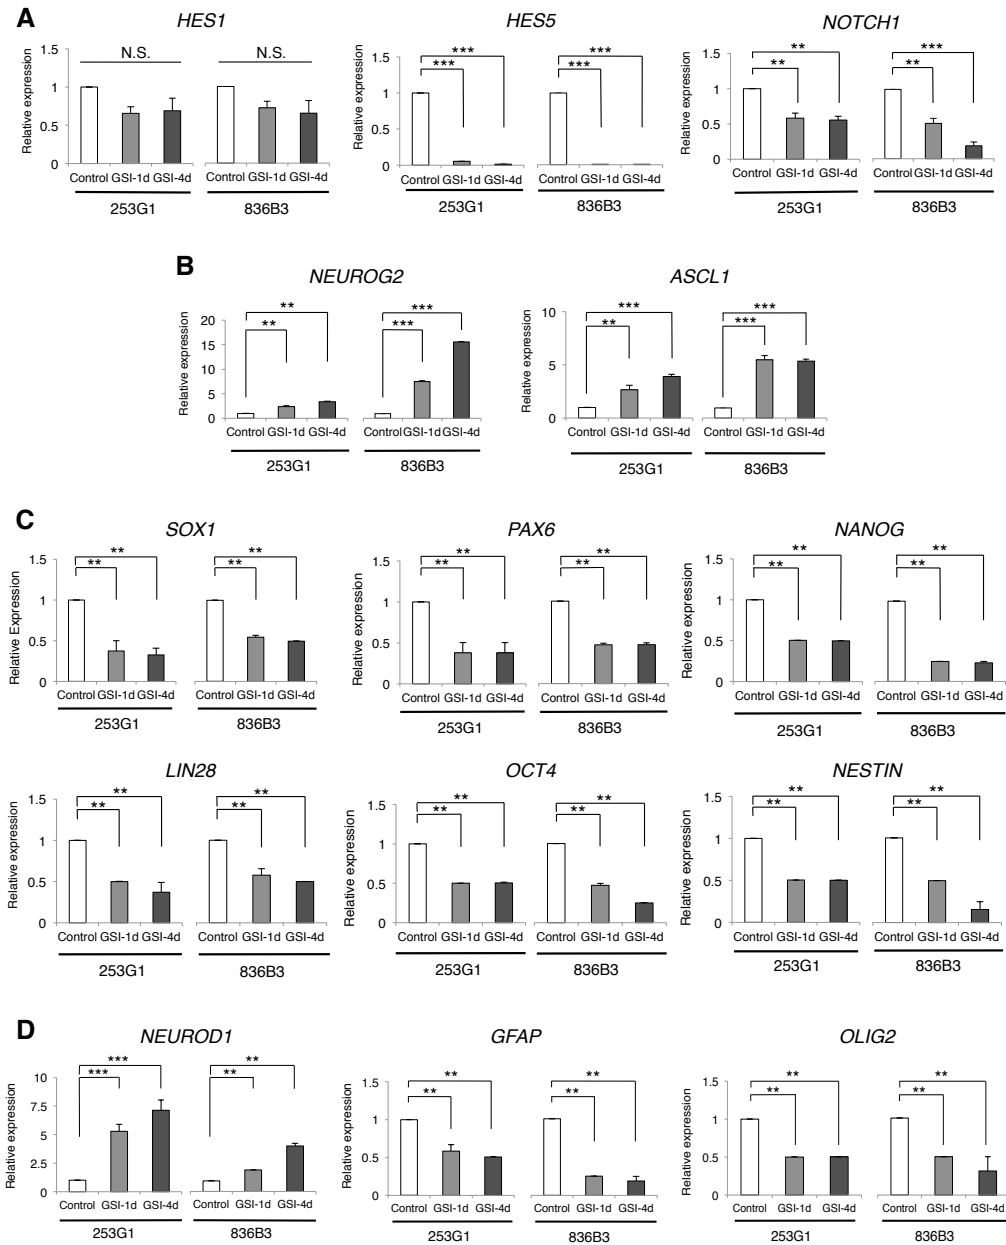 A
HES1
HES5
NOTCH1
Relative expression
1.5
1
0.5
0
N.S.
N.S.
Control GSI-1d GSI-4d
Control GSI-1d GSI-4d
253G1
836B3
Relative expression
1.5
1
0.5
0
***
***
***
***
Control GSI-1d GSI-4d
Control GSI-1d GSI-4d
253G1
836B3
Relative expression
1.5
1
0.5
0
**
**
***
**
Control GSI-1d GSI-4d
Control GSI-1d GSI-4d
253G1
836B3
B
NEUROG2
ASCL1
Relative expression
20
15
10
5
0
**
**
***
***
Control GSI-1d GSI-4d
Control GSI-1d GSI-4d
253G1
836B3
Relative expression
10
5
0
***
**
***
***
Control GSI-1d GSI-4d
Control GSI-1d GSI-4d
253G1
836B3
C
SOX1
PAX6
NANOG
Relative Expression
1.5
1
0.5
0
**
**
**
**
Control GSI-1d GSI-4d
Control GSI-1d GSI-4d
253G1
836B3
Relative expression
1.5
1
0.5
0
**
**
**
**
Control GSI-1d GSI-4d
Control GSI-1d GSI-4d
253G1
836B3
Relative expression
1.5
1
0.5
0
**
**
**
**
Control GSI-1d GSI-4d
Control GSI-1d GSI-4d
253G1
836B3
LIN28
OCT4
NESTIN
Relative expression
1.5
1
0.5
0
**
**
**
**
Control GSI-1d GSI-4d
Control GSI-1d GSI-4d
253G1
836B3
Relative expression
1.5
1
0.5
0
**
**
**
**
Control GSI-1d GSI-4d
Control GSI-1d GSI-4d
253G1
836B3
Relative expression
1.5
1
0.5
0
**
**
**
**
Control GSI-1d GSI-4d
Control GSI-1d GSI-4d
253G1
836B3
D
NEUROD1
GFAP
OLIG2
Relative expression
10
7.5
5
2.5
0
***
***
**
**
Control GSI-1d GSI-4d
Control GSI-1d GSI-4d
253G1
836B3
Relative expression
1.5
1
0.5
0
**
**
**
**
Control GSI-1d GSI-4d
Control GSI-1d GSI-4d
253G1
836B3
Relative expression
1.5
1
0.5
0
**
**
**
**
Control GSI-1d GSI-4d
Control GSI-1d GSI-4d
253G1
836B3